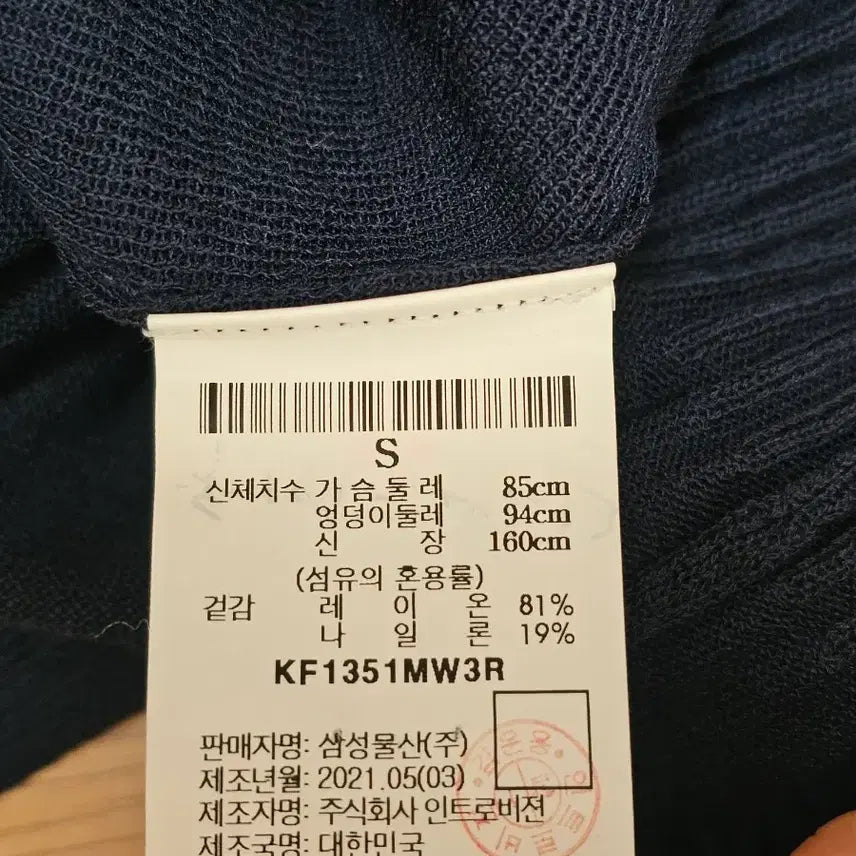 S
신체치수 가 슴 둘 레 85cm
엉덩이둘레 94cm
신 장 160cm
(섬유의 혼용률)
겉감 레 이 온 81%
나 일 론 19%
KF1351MW3R
판매자명: 삼성물산(주)
제조년월: 2021.05(03)
제조자명: 주식회사 인트로비젼
제조국명: 대한민국